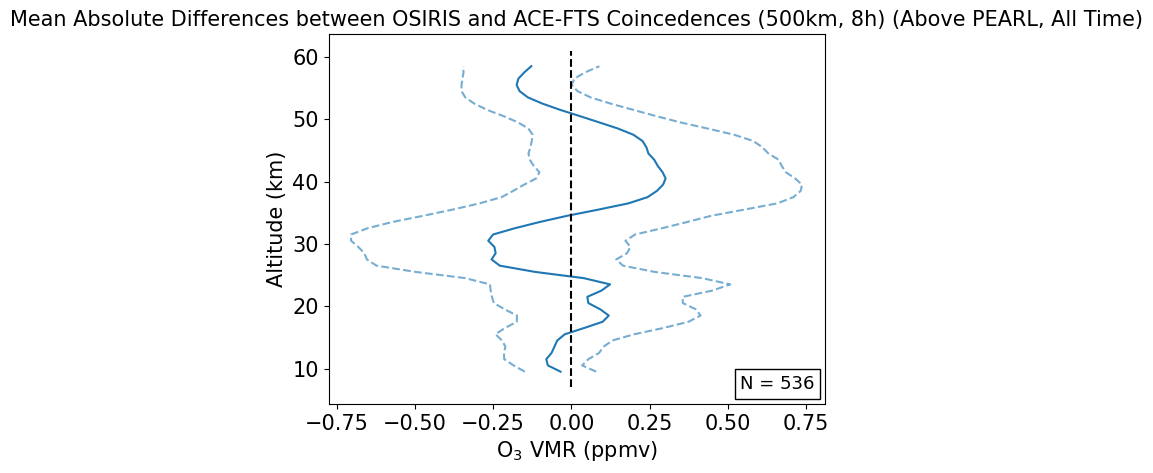 Mean Absolute Differences between OSIRIS and ACE-FTS Coincedences (500km, 8h) (Above PEARL, All Time)
Altitude (km)
60
50
40
30
20
10
N = 536
−0.75 −0.50 −0.25 0.00 0.25 0.50 0.75
O₃ VMR (ppmv)